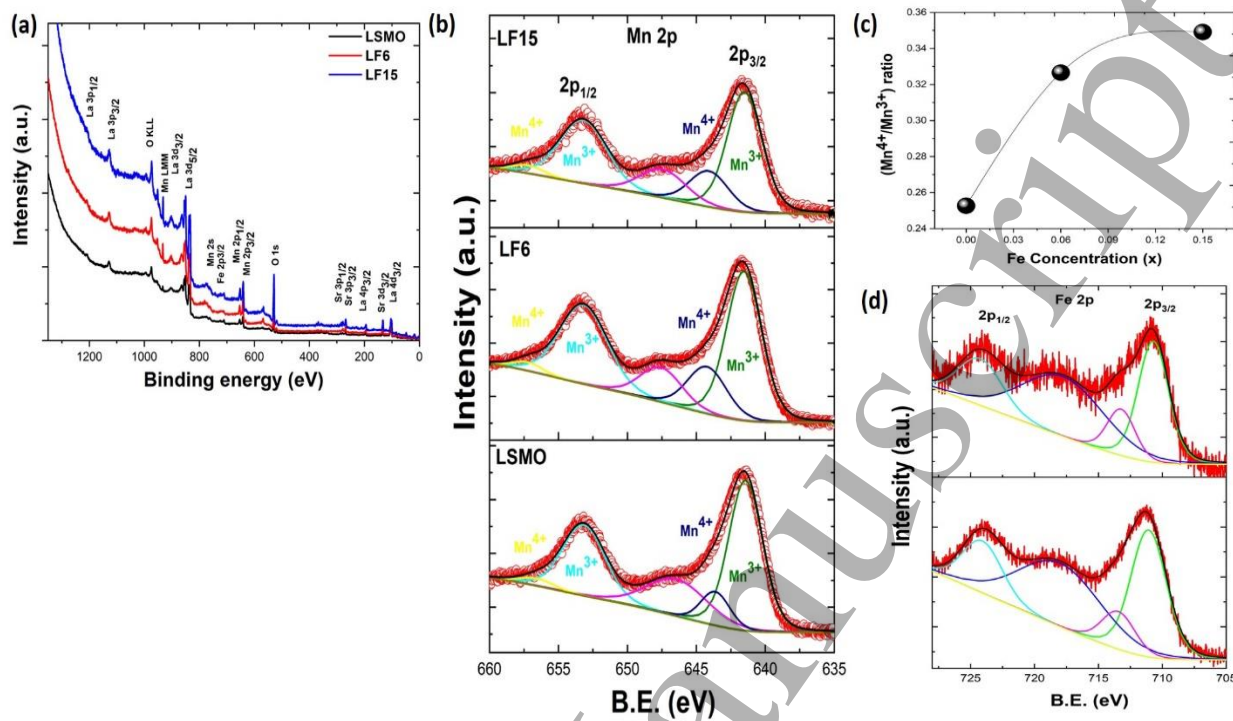 (a)
LSMO
LF6
LF15
La 3p1/2
La 3p3/2
O KLL
Mn LMM
La 3d3/2
La 3d5/2
Mn 2s
Fe 2p3/2
Mn 2p1/2
Mn 2p3/2
O 1s
Sr 3p1/2
Sr 3p3/2
La 4p3/2
Sr 3d3/2
La 4d3/2
Intensity (a.u.)
1200 1000 800 600 400 200 0
Binding energy (eV)
(b)
LF15 Mn 2p
2p1/2 2p3/2
Mn4+ Mn3+ Mn4+ Mn3+
LF6
Mn4+ Mn3+ Mn4+ Mn3+
LSMO
Mn4+ Mn3+ Mn4+ Mn3+
Intensity (a.u.)
660 655 650 645 640 635
B.E. (eV)
(c)
(Mn4+/Mn3+) ratio
0.36
0.34
0.32
0.30
0.28
0.26
0.24
0.00 0.03 0.06 0.09 0.12 0.15
Fe Concentration (x)
(d)
Fe 2p
2p1/2 2p3/2
Intensity (a.u.)
725 720 715 710 705
B.E. (eV)
anuscript